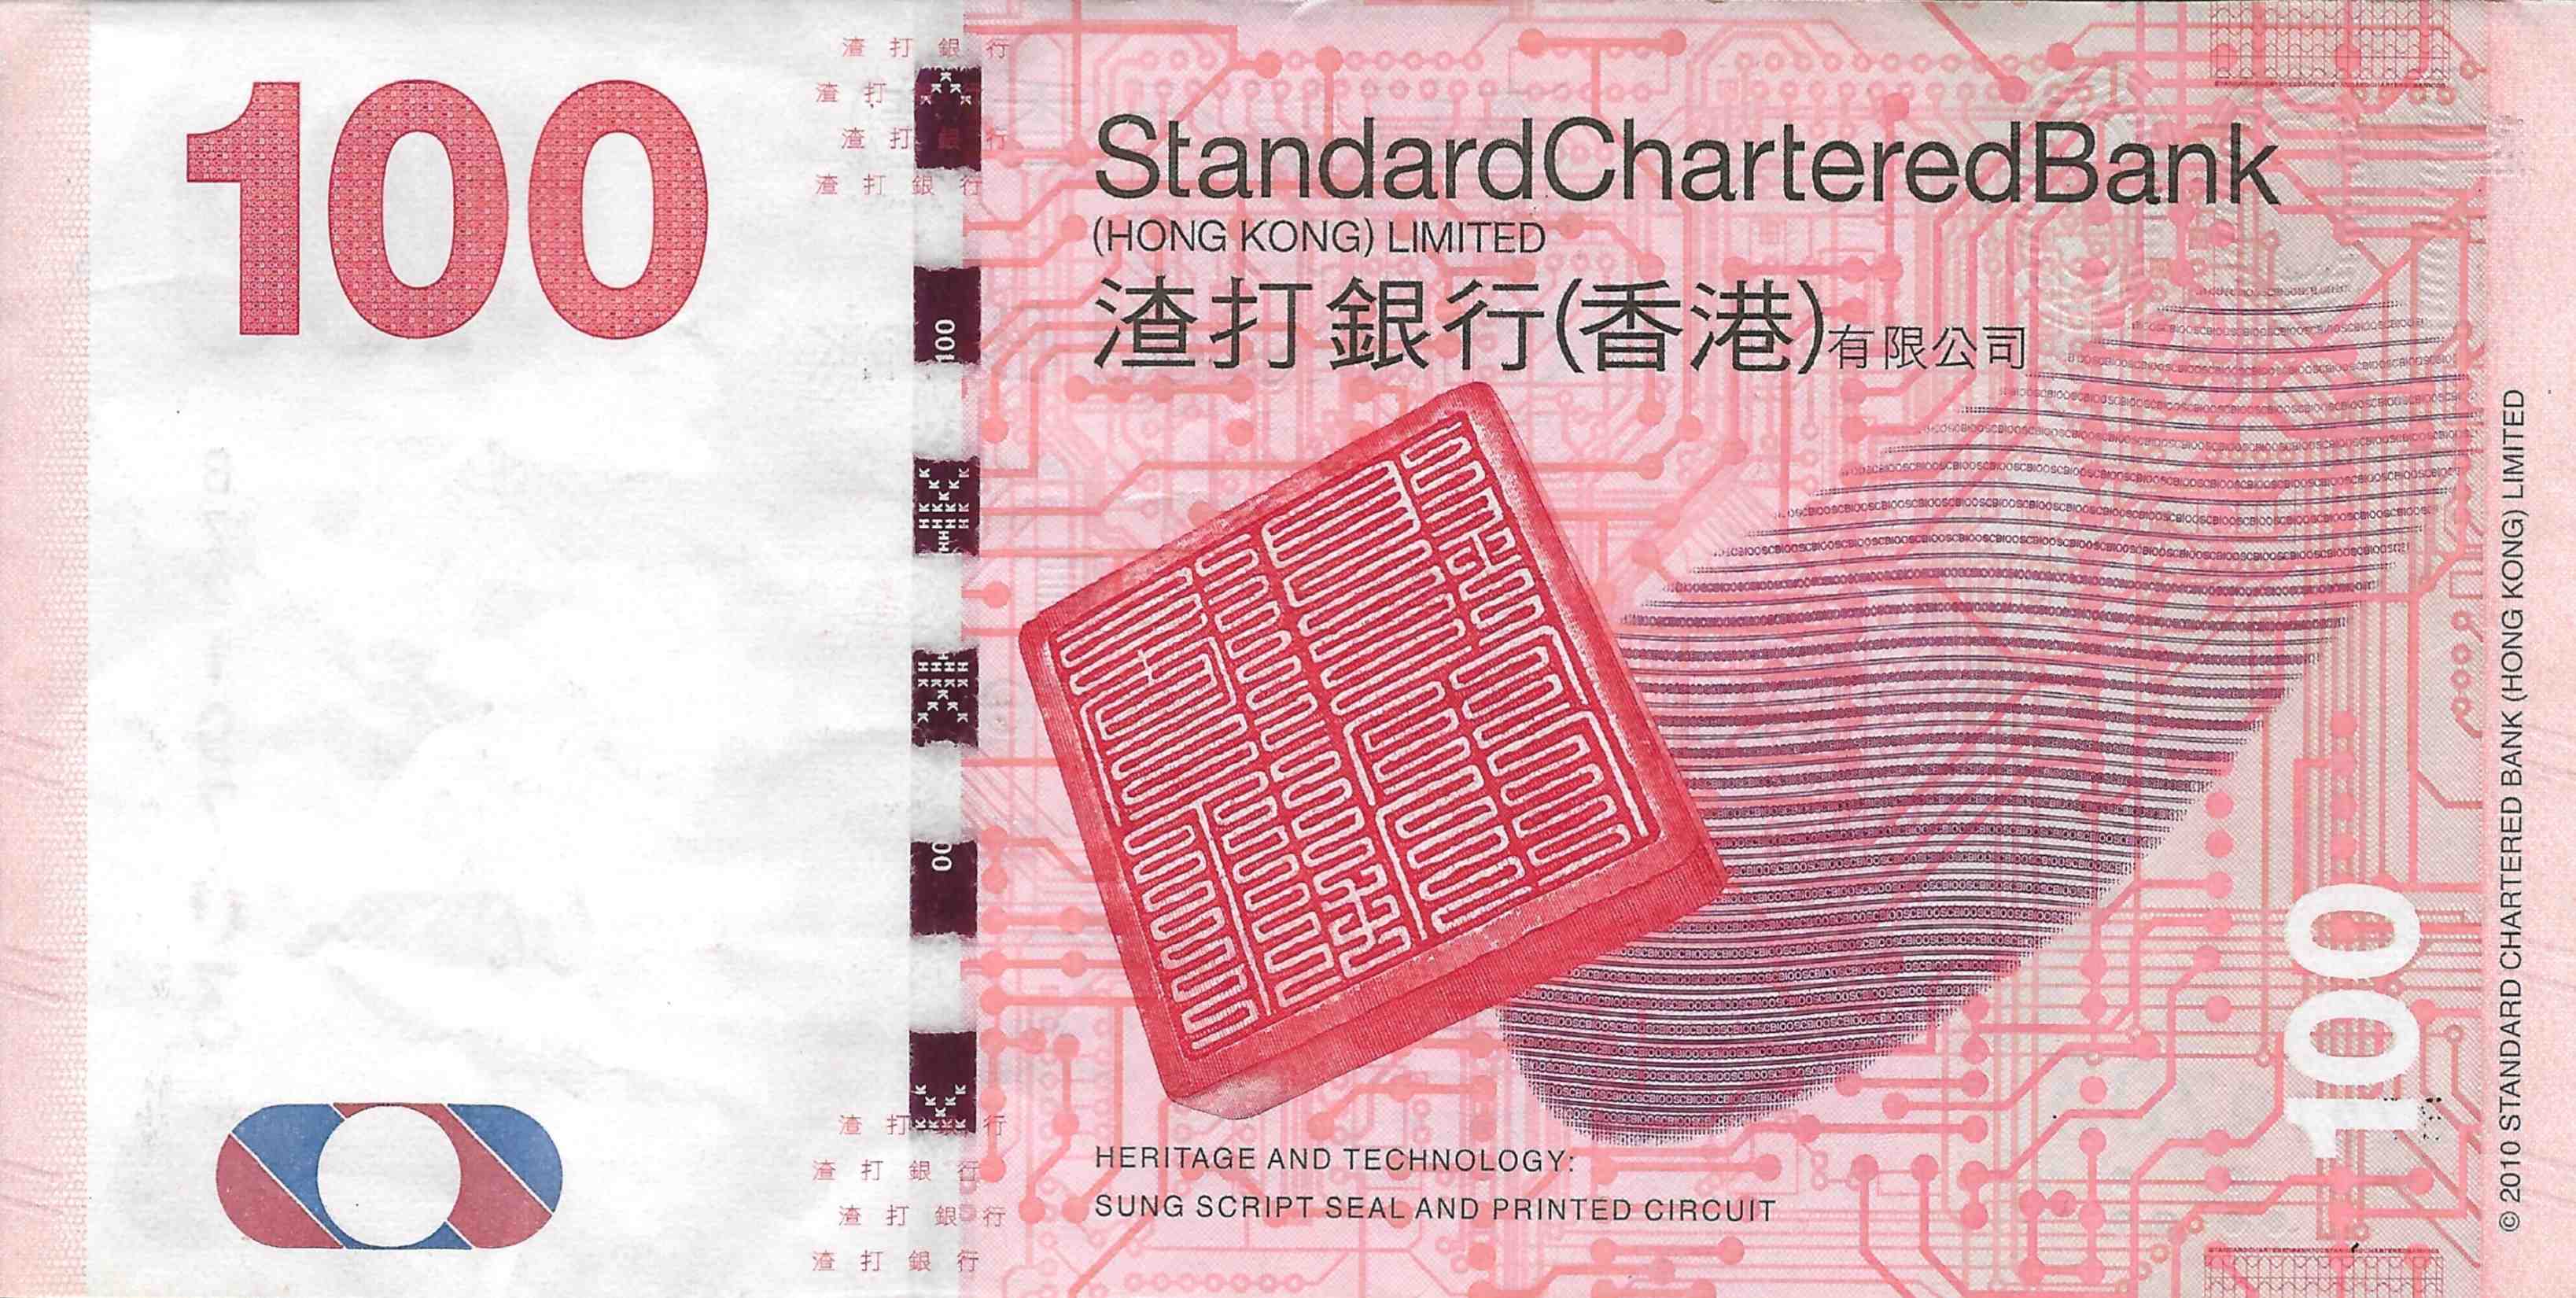 渣打銀行
渣打
渣打銀行
渣打銀行
100
StandardCharteredBank
(HONG KONG) LIMITED
渣打銀行(香港)有限公司
100
00
HERITAGE AND TECHNOLOGY:
SUNG SCRIPT SEAL AND PRINTED CIRCUIT
渣打行
渣打銀行
渣打銀行
渣打銀行
100
© 2010 STANDARD CHARTERED BANK (HONG KONG) LIMITED